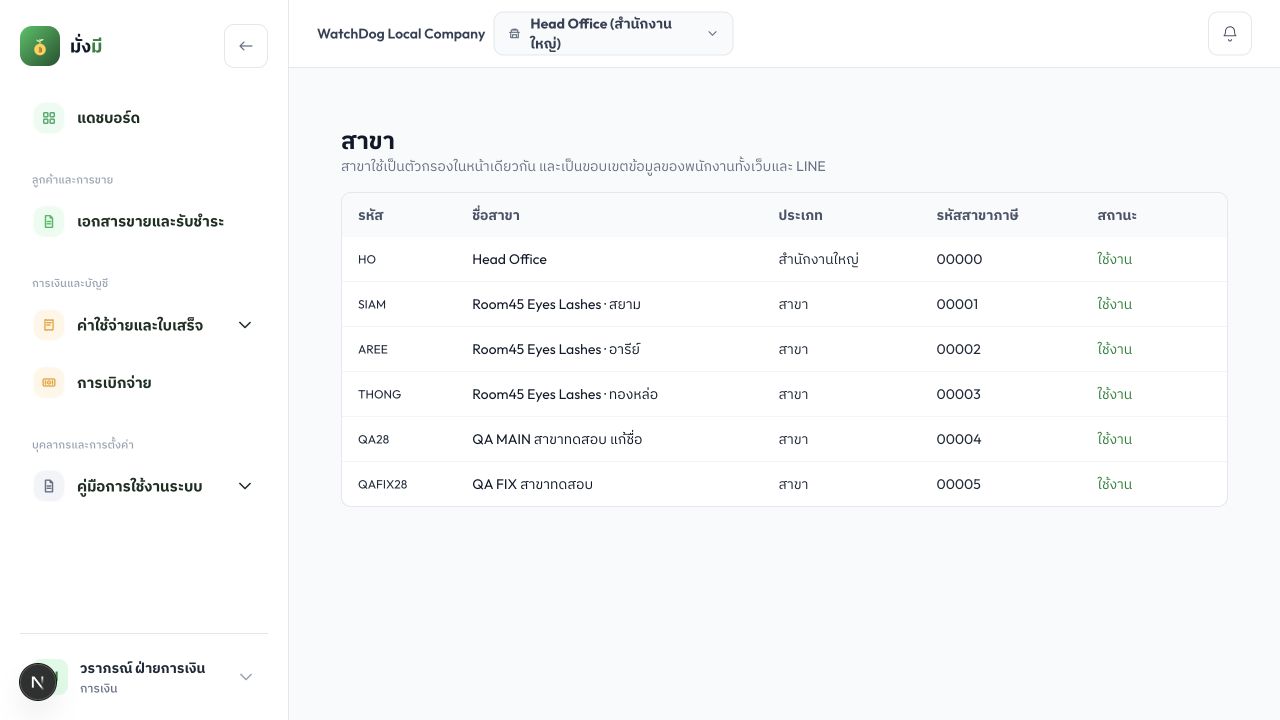 มั่งมี
แดชบอร์ด
ลูกค้าและการขาย
เอกสารขายและรับชำระ
การเงินและบัญชี
ค่าใช้จ่ายและใบเสร็จ
การเบิกจ่าย
บุคลากรและการตั้งค่า
คู่มือการใช้งานระบบ
N
วราภรณ์ ฝ่ายการเงิน
การเงิน
WatchDog Local Company
Head Office (สำนักงาน
ใหญ่)
สาขา
สาขาใช้เป็นตัวกรองในหน้าเดียวกัน และเป็นขอบเขตข้อมูลของพนักงานทั้งเว็บและ LINE
รหัส ชื่อสาขา ประเภท รหัสสาขาภาษี สถานะ
HO Head Office สำนักงานใหญ่ 00000 ใช้งาน
SIAM Room45 Eyes Lashes · สยาม สาขา 00001 ใช้งาน
AREE Room45 Eyes Lashes · อารีย์ สาขา 00002 ใช้งาน
THONG Room45 Eyes Lashes · ทองหล่อ สาขา 00003 ใช้งาน
QA28 QA MAIN สาขาทดสอบ แก้ชื่อ สาขา 00004 ใช้งาน
QAFIX28 QA FIX สาขาทดสอบ สาขา 00005 ใช้งาน